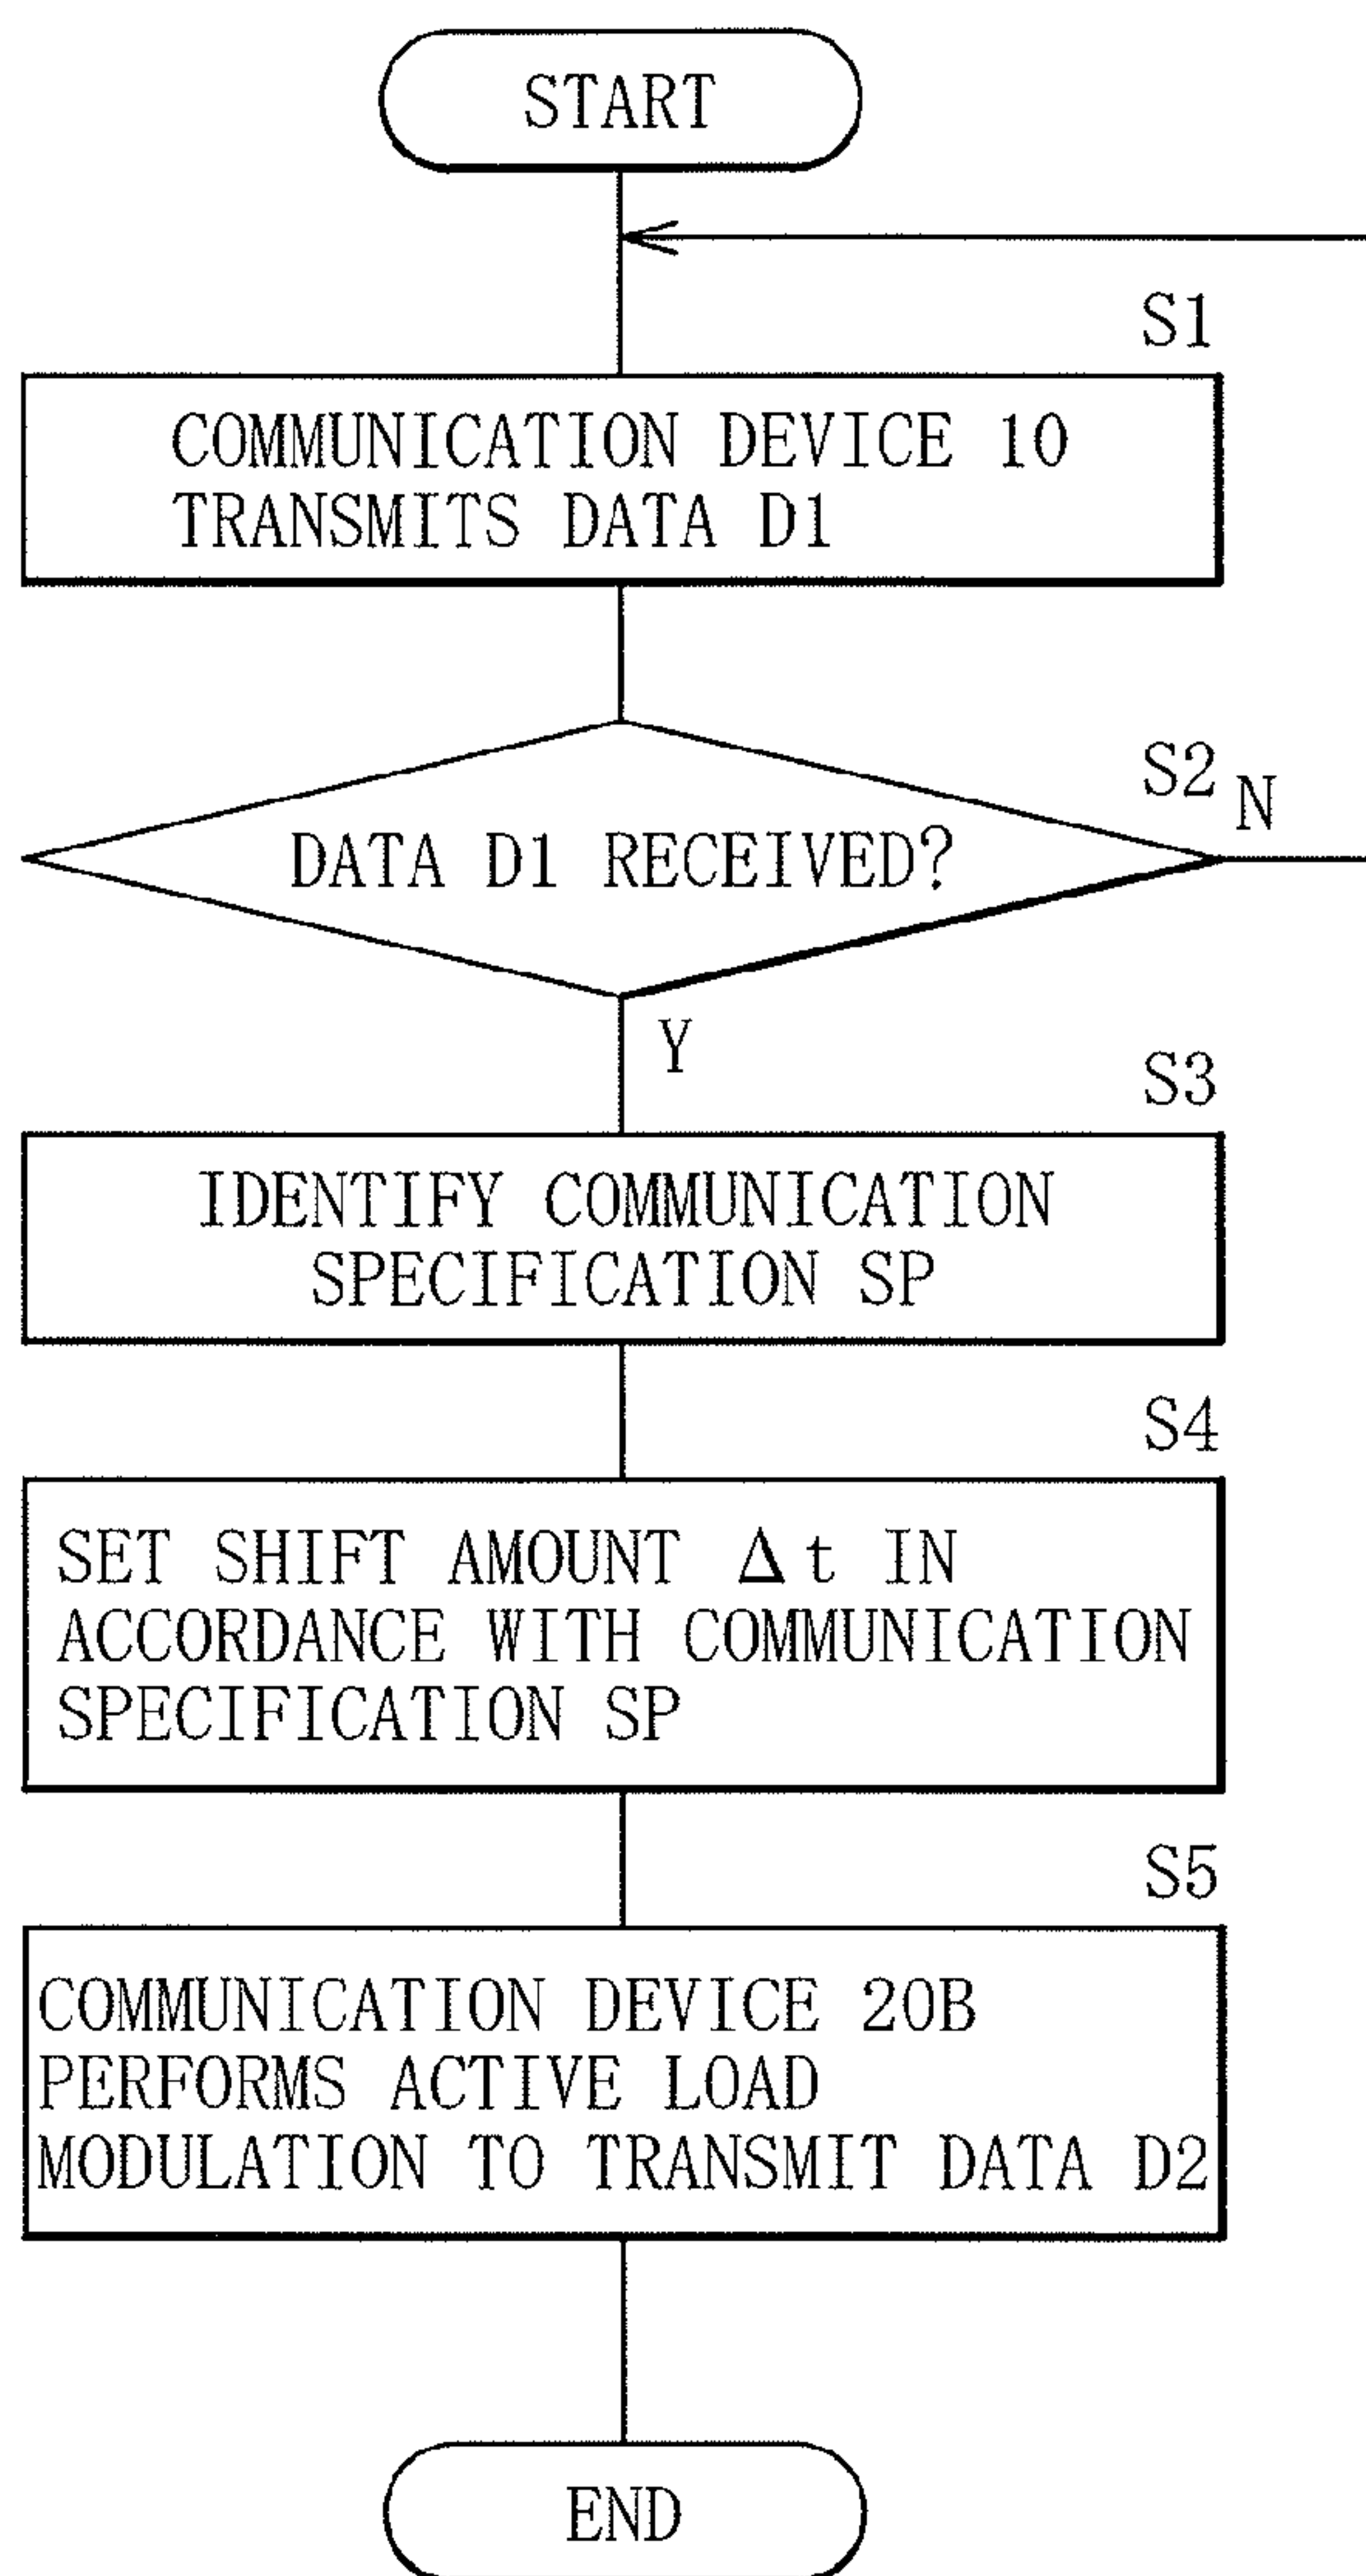 START
S1
COMMUNICATION DEVICE 10
TRANSMITS DATA D1
S2
N
DATA D1 RECEIVED?
Y
S3
IDENTIFY COMMUNICATION
SPECIFICATION SP
S4
SET SHIFT AMOUNT Δt IN
ACCORDANCE WITH COMMUNICATION
SPECIFICATION SP
S5
COMMUNICATION DEVICE 20B
PERFORMS ACTIVE LOAD
MODULATION TO TRANSMIT DATA D2
END